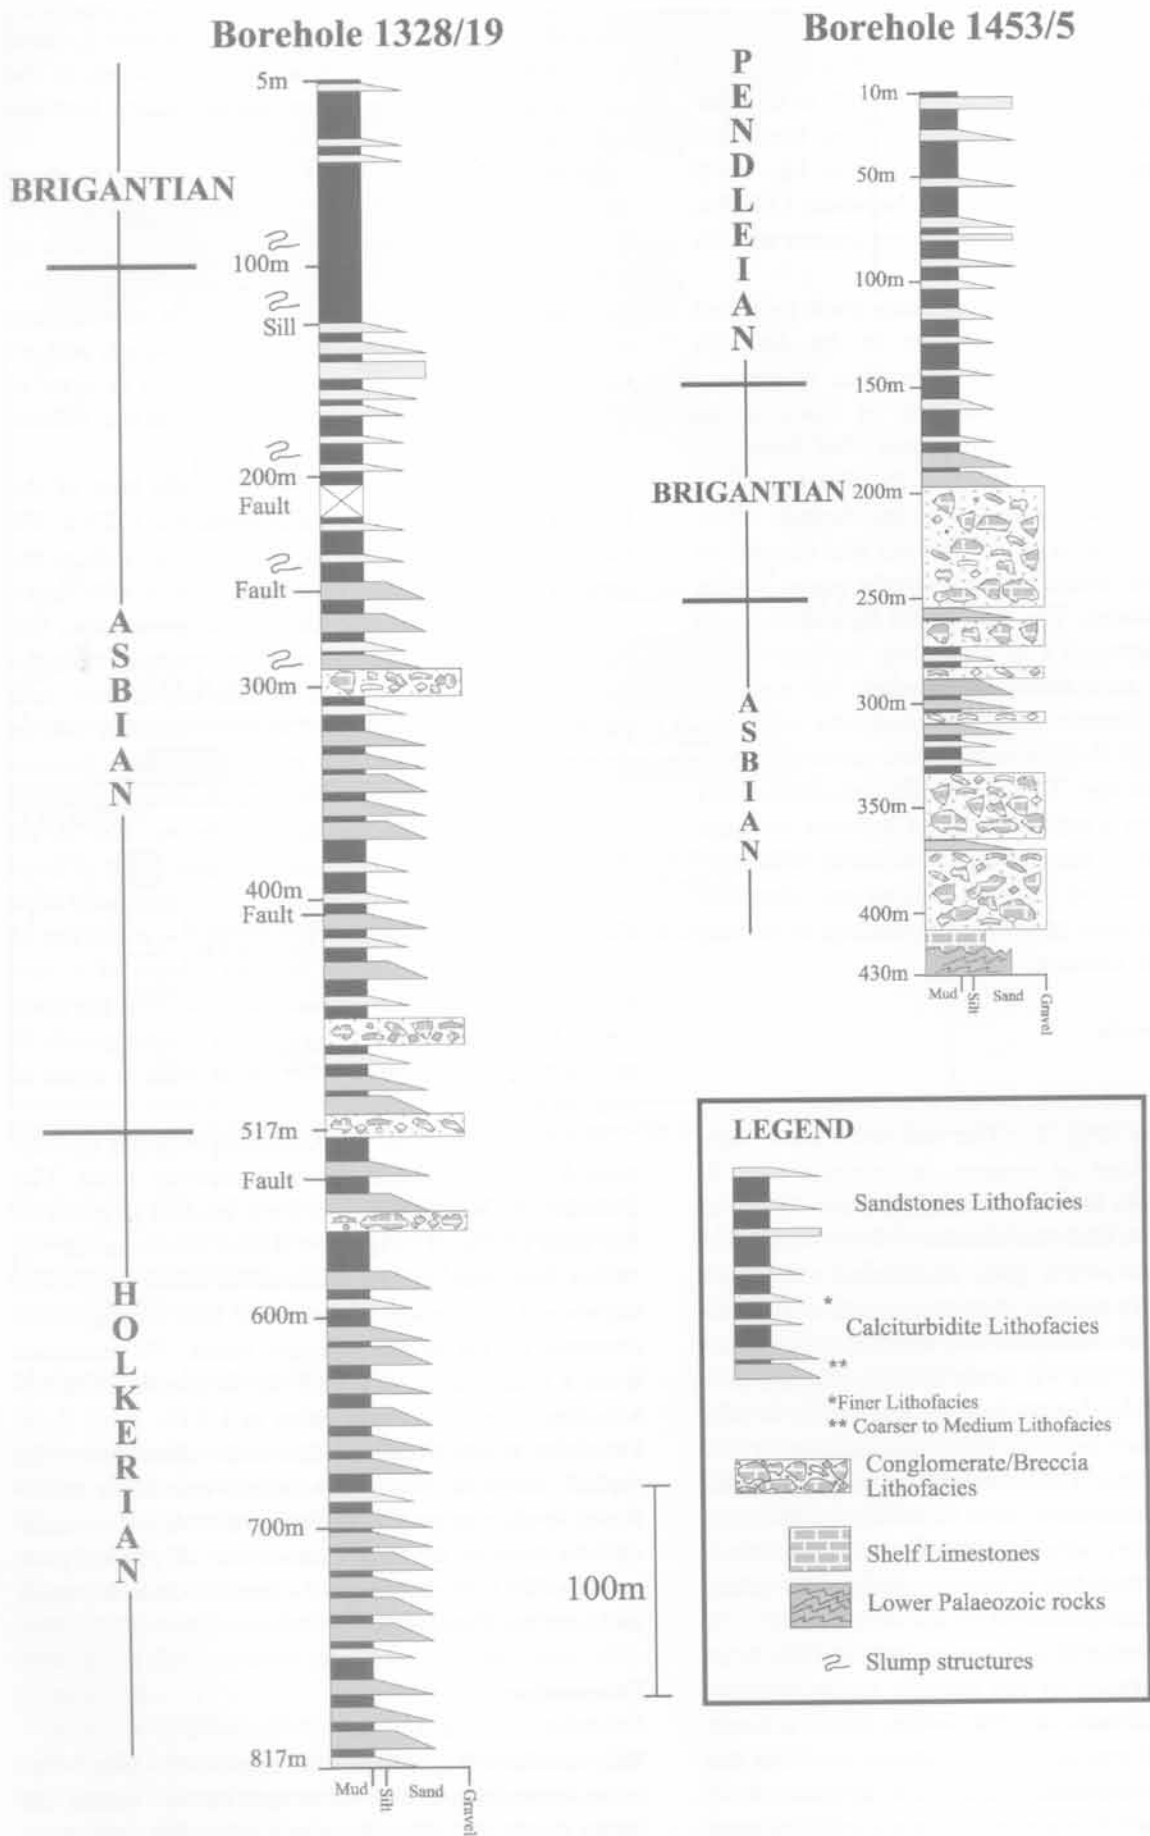 Borehole 1328/19
5m
BRIGANTIAN
100m
Sill
200m
Fault
Fault
ASBIAN
300m
400m
Fault
517m
Fault
HOLKERIAN
600m
700m
817m
Mud
Silt
Sand
Gravel
100m
Borehole 1453/5
PENDLEIAN
10m
50m
100m
150m
BRIGANTIAN
200m
250m
ASBIAN
300m
350m
400m
430m
Mud
Silt
Sand
Gravel
LEGEND
Sandstones Lithofacies
*
Calciturbidite Lithofacies
**
*Finer Lithofacies
** Coarser to Medium Lithofacies
Conglomerate/Breccia
Lithofacies
Shelf Limestones
Lower Palaeozoic rocks
Slump structures